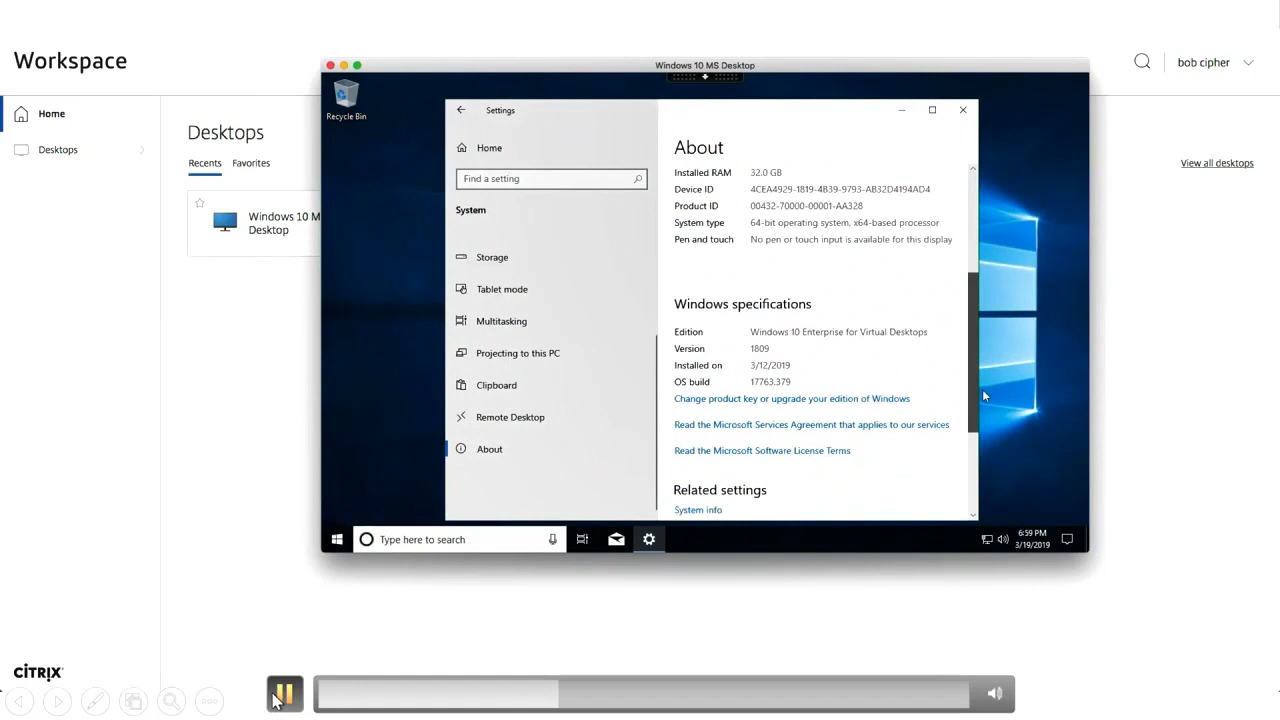 Workspace
bob cipher
Home
Desktops
CİTRIX
Desktops
Recents Favorites
View all desktops
Windows 10 M
Desktop
Windows 10 MS Desktop
Recycle Bin
Settings
Home
Find a setting
System
Storage
Tablet mode
Multitasking
Projecting to this PC
Clipboard
Remote Desktop
About
About
Installed RAM 32.0 GB
Device ID 4CEA4929-1819-4B39-9793-AB32D4194AD4
Product ID 00432-70000-00001-AA328
System type 64-bit operating system, x64-based processor
Pen and touch No pen or touch input is available for this display
Windows specifications
Edition Windows 10 Enterprise for Virtual Desktops
Version 1809
Installed on 3/12/2019
OS build 17763.379
Change product key or upgrade your edition of Windows
Read the Microsoft Services Agreement that applies to our services
Read the Microsoft Software License Terms
Related settings
System info
Type here to search
6:59 PM
3/19/2019